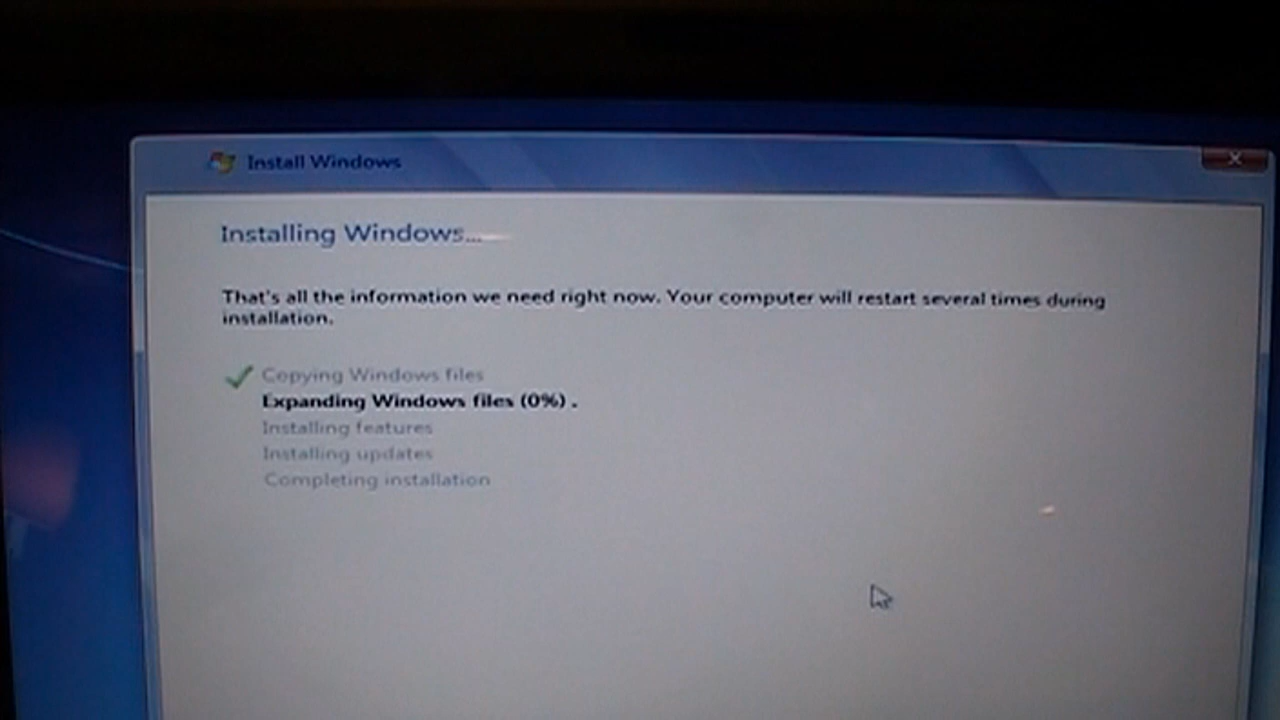 Install Windows
Installing Windows...
That's all the information we need right now. Your computer will restart several times during
installation.
Copying Windows files
Expanding Windows files (0%) .
Installing features
Installing updates
Completing installation